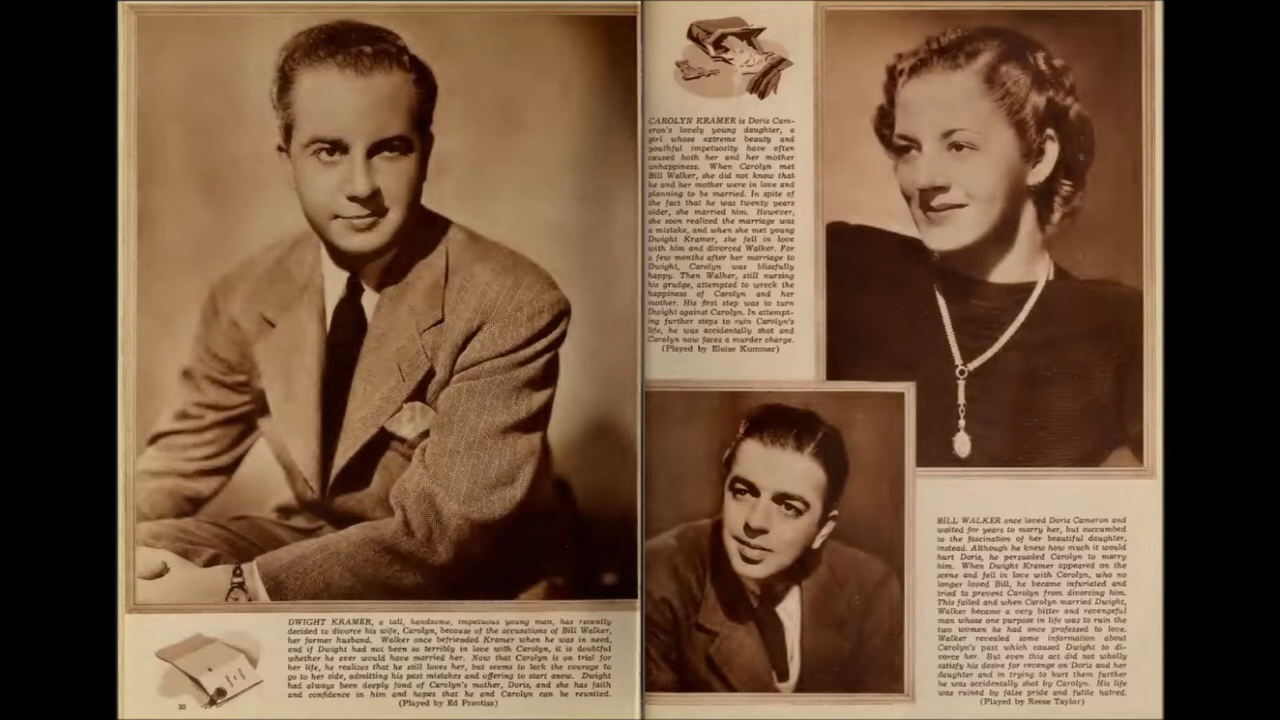 DWIGHT KRAMER, a tall, handsome, impetuous young man, has recently
decided to divorce his wife, Carolyn, because of the accusations of Bill Walker,
her former husband. Walker once befriended Kramer when he was in need,
and if Dwight had not been so terribly in love with Carolyn, it is doubtful
whether he ever would have married her. Now that Carolyn is on trial for
her life, he realizes that he still loves her, but seems to lack the courage to
go to her side, admitting his past mistakes and offering to start anew. Dwight
had always been deeply fond of Carolyn's mother, Doris, and she has faith
and confidence in him and hopes that he and Carolyn can be reunited.
(Played by Ed Prentiss)
20
CAROLYN KRAMER is Doris Cam-
eron's lovely young daughter, a
girl whose extreme beauty and
youthful impetuosity have often
caused both her and her mother
unhappiness. When Carolyn met
Bill Walker, she did not know that
he and her mother were in love and
planning to be married. In spite of
the fact that he was twenty years
older, she married him. However,
she soon realized the marriage was
a mistake, and when she met young
Dwight Kramer, she fell in love
with him and divorced Walker. For
a few months after her marriage to
Dwight, Carolyn was blissfully
happy. Then Walker, still nursing
his grudge, attempted to wreck the
happiness of Carolyn and her
mother. His first step was to turn
Dwight against Carolyn. In attempt-
ing further steps to ruin Carolyn's
life, he was accidentally shot and
Carolyn now faces a murder charge.
(Played by Eloise Kummer)
BILL WALKER once loved Doris Cameron and
waited for years to marry her, but succumbed
to the fascination of her beautiful daughter,
instead. Although he knew how much it would
hurt Doris, he persuaded Carolyn to marry
him. When Dwight Kramer appeared on the
scene and fell in love with Carolyn, who no
longer loved Bill, he became infuriated and
tried to prevent Carolyn from divorcing him.
This failed and when Carolyn married Dwight,
Walker became a very bitter and revengeful
man whose one purpose in life was to ruin the
two women he had once professed to love.
Walker revealed some information about
Carolyn's past which caused Dwight to di-
vorce her. But even this act did not wholly
satisfy his desire for revenge on Doris and her
daughter and in trying to hurt them further
he was accidentally shot by Carolyn. His life
was ruined by false pride and futile hatred.
(Played by Reese Taylor)